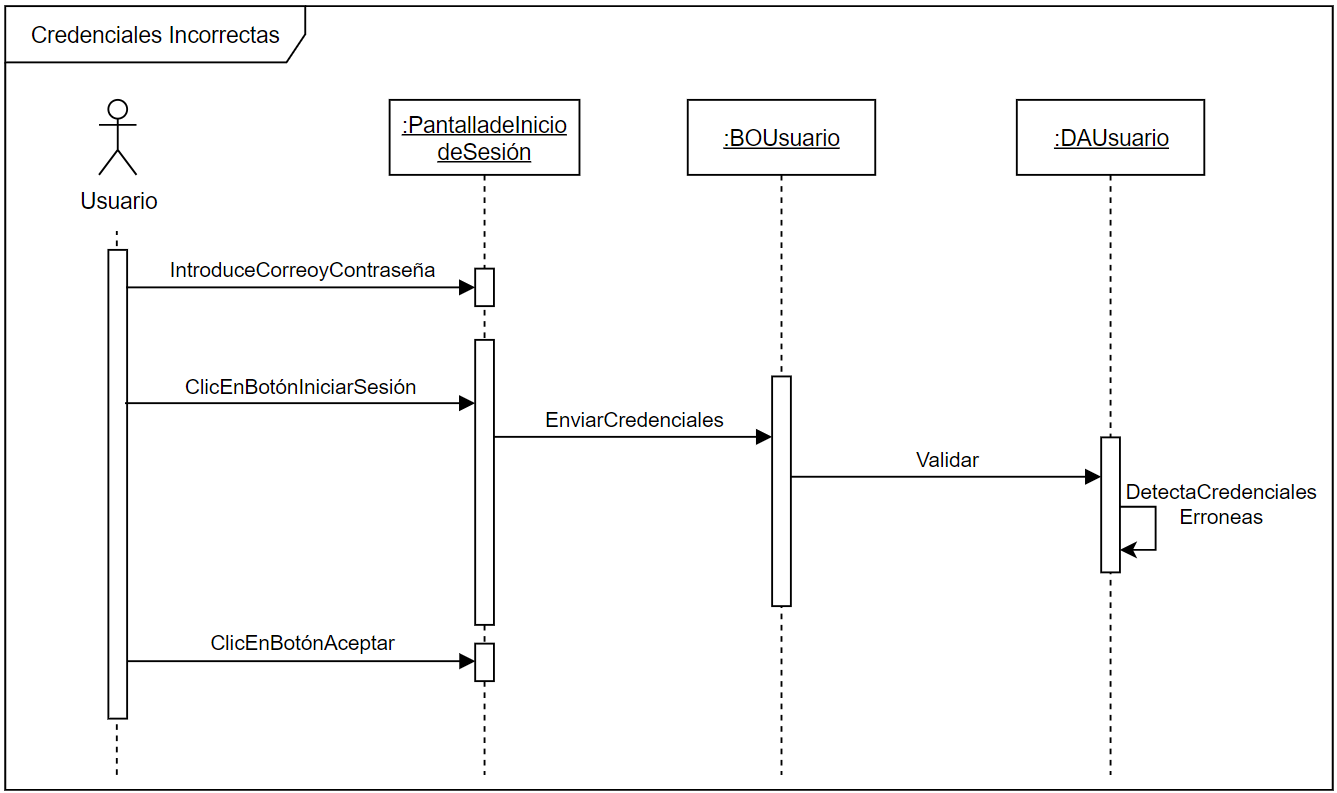 Credenciales Incorrectas
:PantalladeInicio
deSesión
:BOUsuario
:DAUsuario
Usuario
IntroduceCorreoyContraseña
ClicEnBotónIniciarSesión
EnviarCredenciales
Validar
DetectaCredenciales
Erroneas
ClicEnBotónAceptar